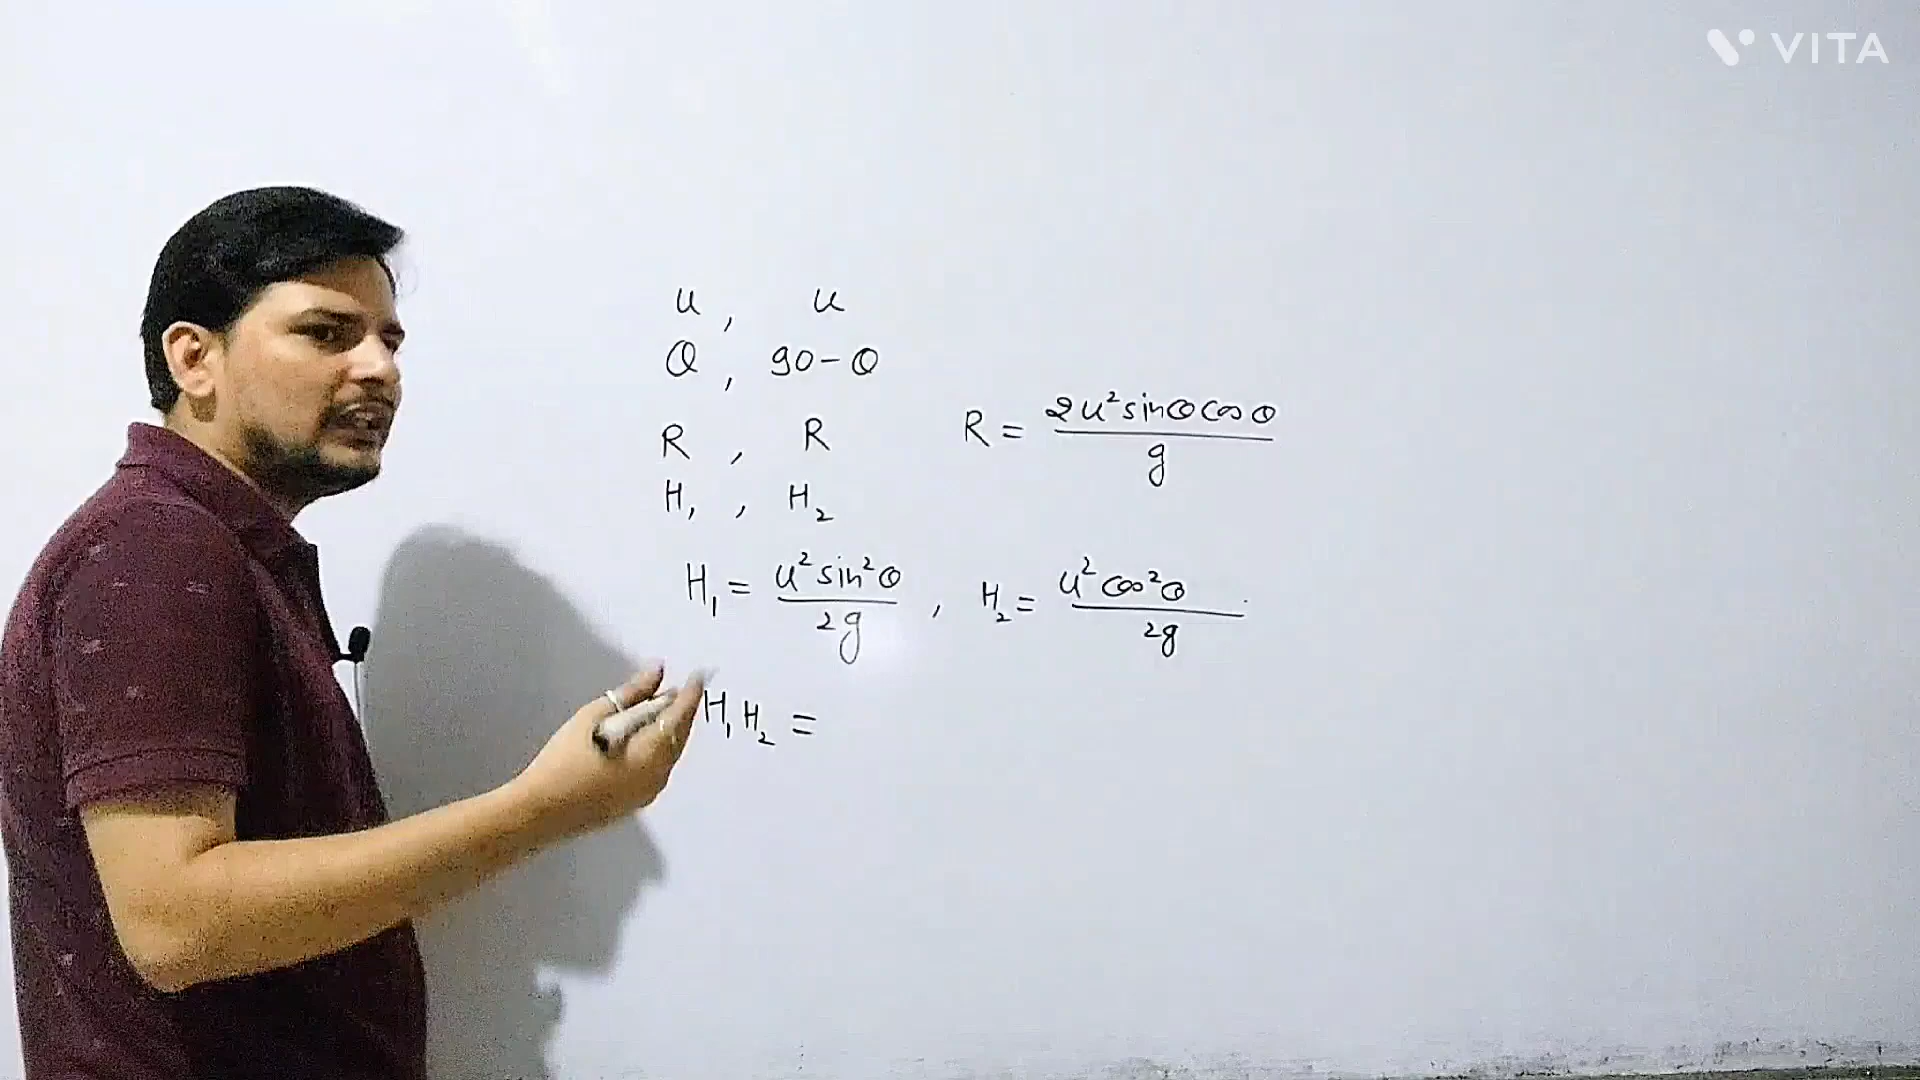 VITA
u , u
θ , 90-θ
R , R
R = 2u²sinθcosθ / g
H₁ , H₂
H₁ = u²sin²θ / 2g , H₂ = u²cos²θ / 2g
H₁H₂ =